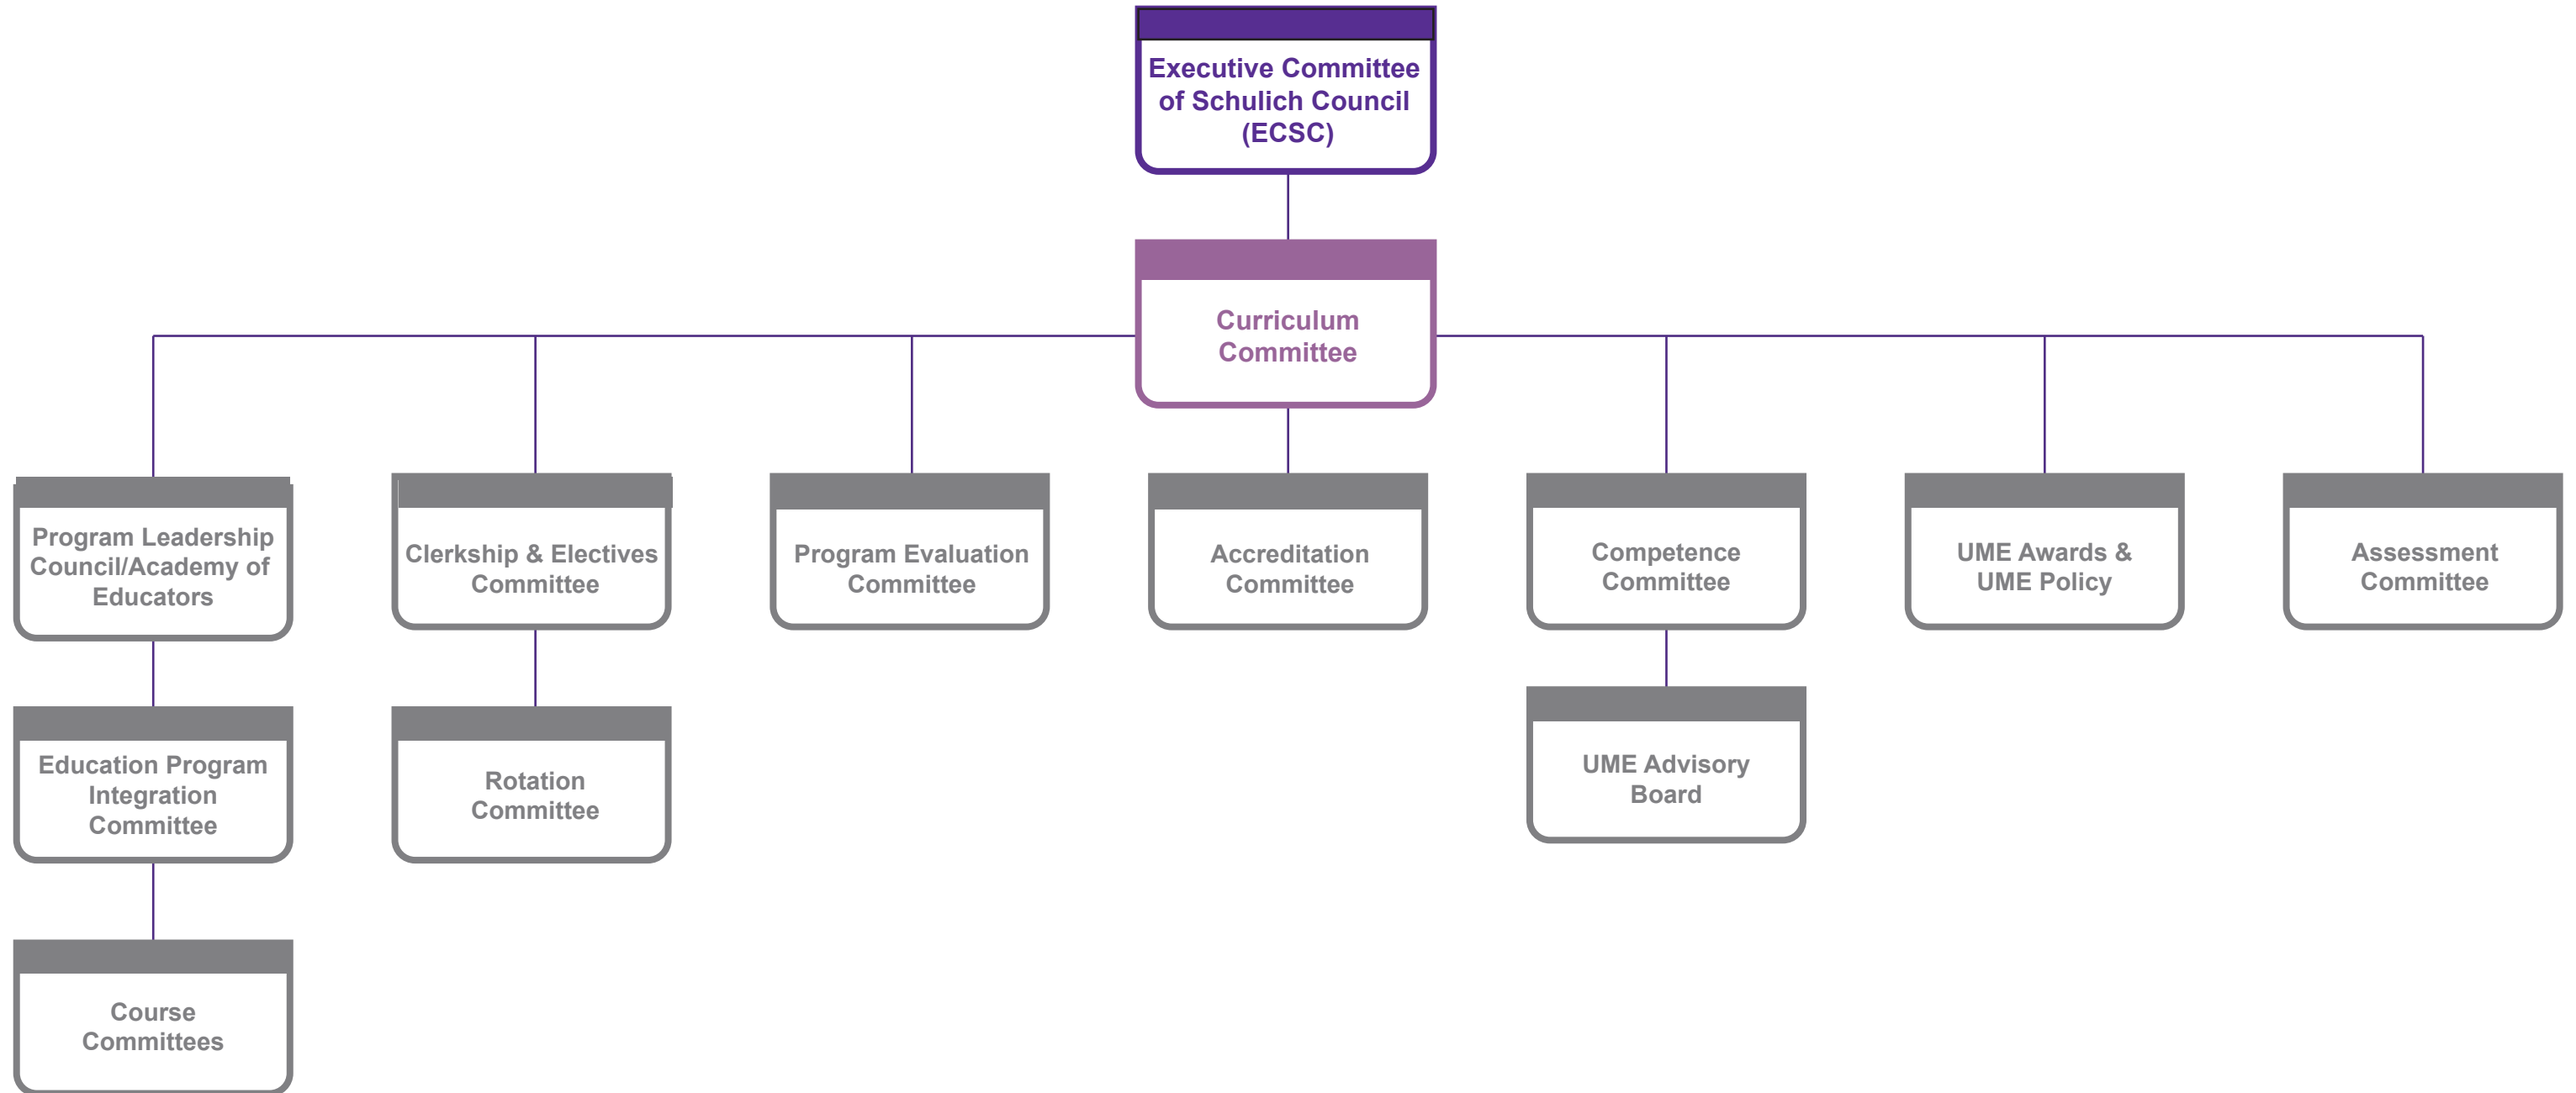 Executive Committee
of Schulich Council
(ECSC)
Curriculum
Committee
Program Leadership
Council/Academy of
Educators
Clerkship & Electives
Committee
Program Evaluation
Committee
Accreditation
Committee
Competence
Committee
UME Awards &
UME Policy
Assessment
Committee
Education Program
Integration
Committee
Rotation
Committee
UME Advisory
Board
Course
Committees